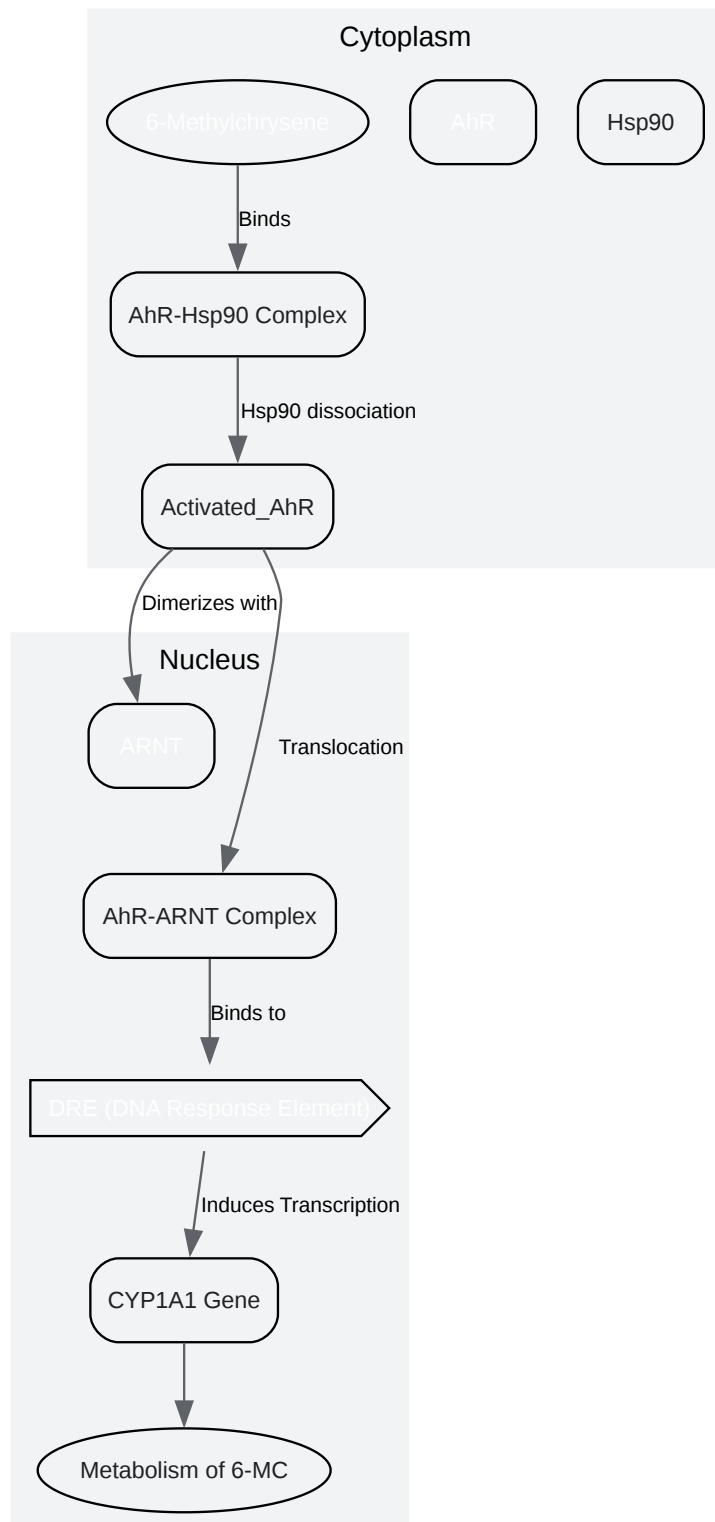 Cytoplasm
6-Methylchrysene
AhR
Hsp90
Binds
AhR-Hsp90 Complex
Hsp90 dissociation
Activated_AhR
Dimerizes with
Nucleus
ARNT
Translocation
AhR-ARNT Complex
Binds to
DRE (DNA Response Element)
Induces Transcription
CYP1A1 Gene
Metabolism of 6-MC